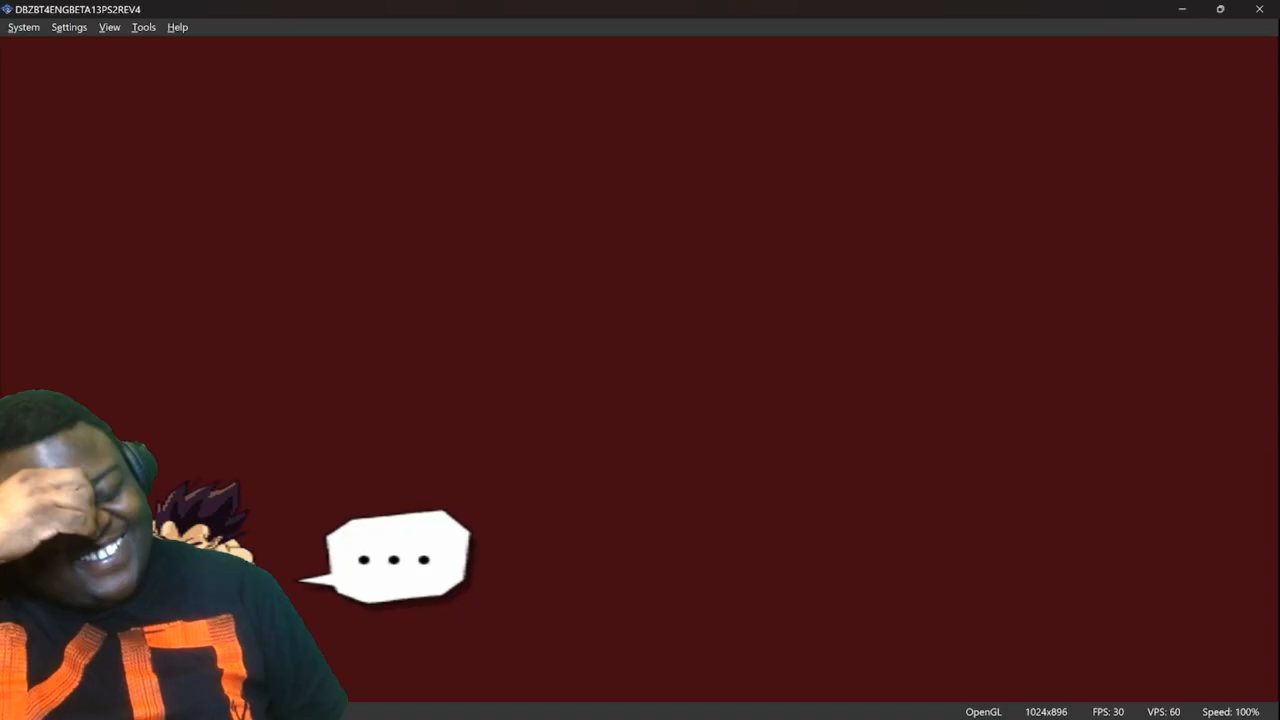 DBZBT4ENGBETA13PS2REV4
System Settings View Tools Help
...
OpenGL 1024x896 FPS: 30 VPS: 60 Speed: 100%